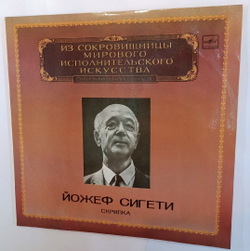 ИЗ СОКРОВИЩНИЦЫ
МИРОВОГО
ИСПОЛНИТЕЛЬСКОГО
ИСКУССТВА
ЙОЖЕФ СИГЕТИ
СКРИПКА